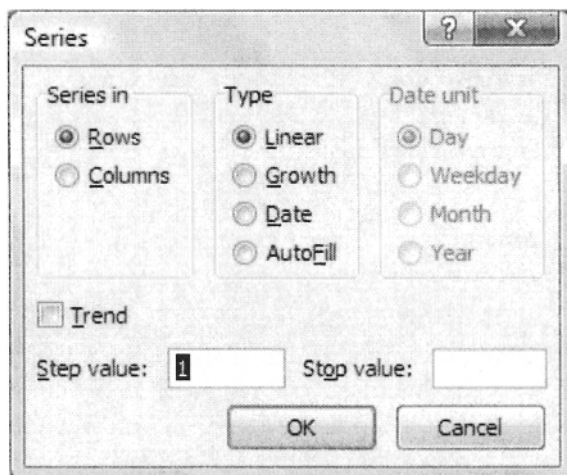 Series
Series in
Rows
Columns
Type
Linear
Growth
Date
AutoFill
Date unit
Day
Weekday
Month
Year
Trend
Step value: 1
Stop value:
OK
Cancel